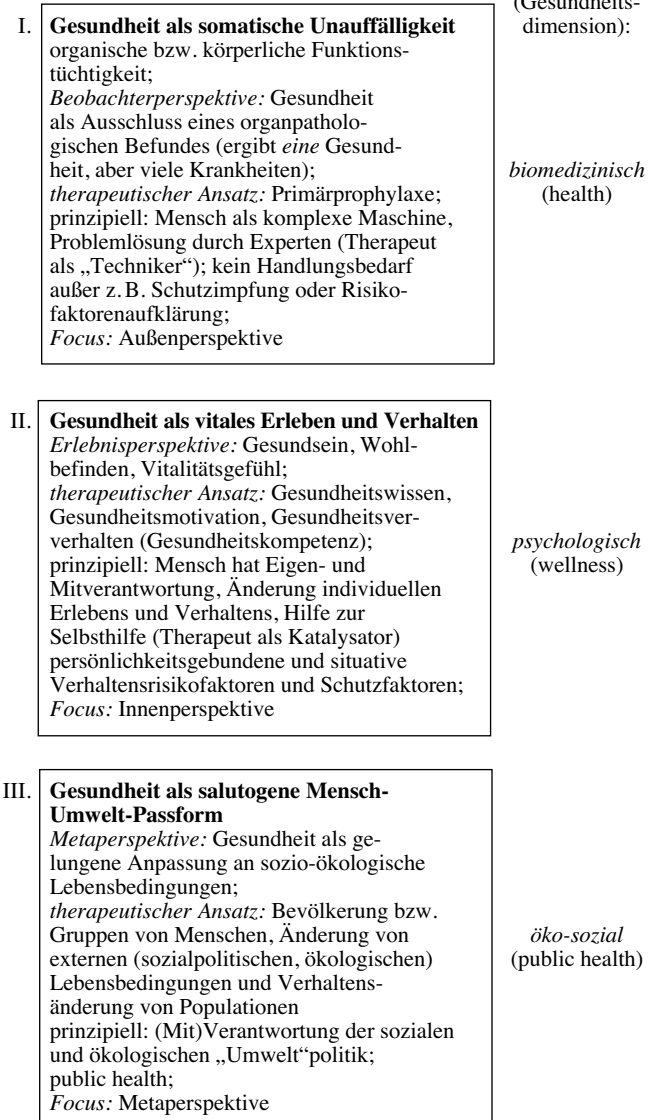 (Gesundheits-
dimension):
I. Gesundheit als somatische Unauffälligkeit
organische bzw. körperliche Funktions-
tüchtigkeit;
Beobachterperspektive: Gesundheit
als Ausschluss eines organpatholo-
gischen Befundes (ergibt eine Gesund-
heit, aber viele Krankheiten);
therapeutischer Ansatz: Primärprophylaxe;
prinzipiell: Mensch als komplexe Maschine,
Problemlösung durch Experten (Therapeut
als „Techniker“); kein Handlungsbedarf
außer z. B. Schutzimpfung oder Risiko-
faktorenaufklärung;
Focus: Außenperspektive
biomedizinisch
(health)
II. Gesundheit als vitales Erleben und Verhalten
Erlebnisperspektive: Gesundsein, Wohl-
befinden, Vitalitätsgefühl;
therapeutischer Ansatz: Gesundheitswissen,
Gesundheitsmotivation, Gesundheitsver-
verhalten (Gesundheitskompetenz);
prinzipiell: Mensch hat Eigen- und
Mitverantwortung, Änderung individuellen
Erlebens und Verhaltens, Hilfe zur
Selbsthilfe (Therapeut als Katalysator)
persönlichkeitsgebundene und situative
Verhaltensrisikofaktoren und Schutzfaktoren;
Focus: Innenperspektive
psychologisch
(wellness)
III. Gesundheit als salutogene Mensch-
Umwelt-Passform
Metaperspektive: Gesundheit als ge-
lungene Anpassung an sozio-ökologische
Lebensbedingungen;
therapeutischer Ansatz: Bevölkerung bzw.
Gruppen von Menschen, Änderung von
externen (sozialpolitischen, ökologischen)
Lebensbedingungen und Verhaltens-
änderung von Populationen
prinzipiell: (Mit)Verantwortung der sozialen
und ökologischen „Umwelt“politik;
public health;
Focus: Metaperspektive
öko-sozial
(public health)